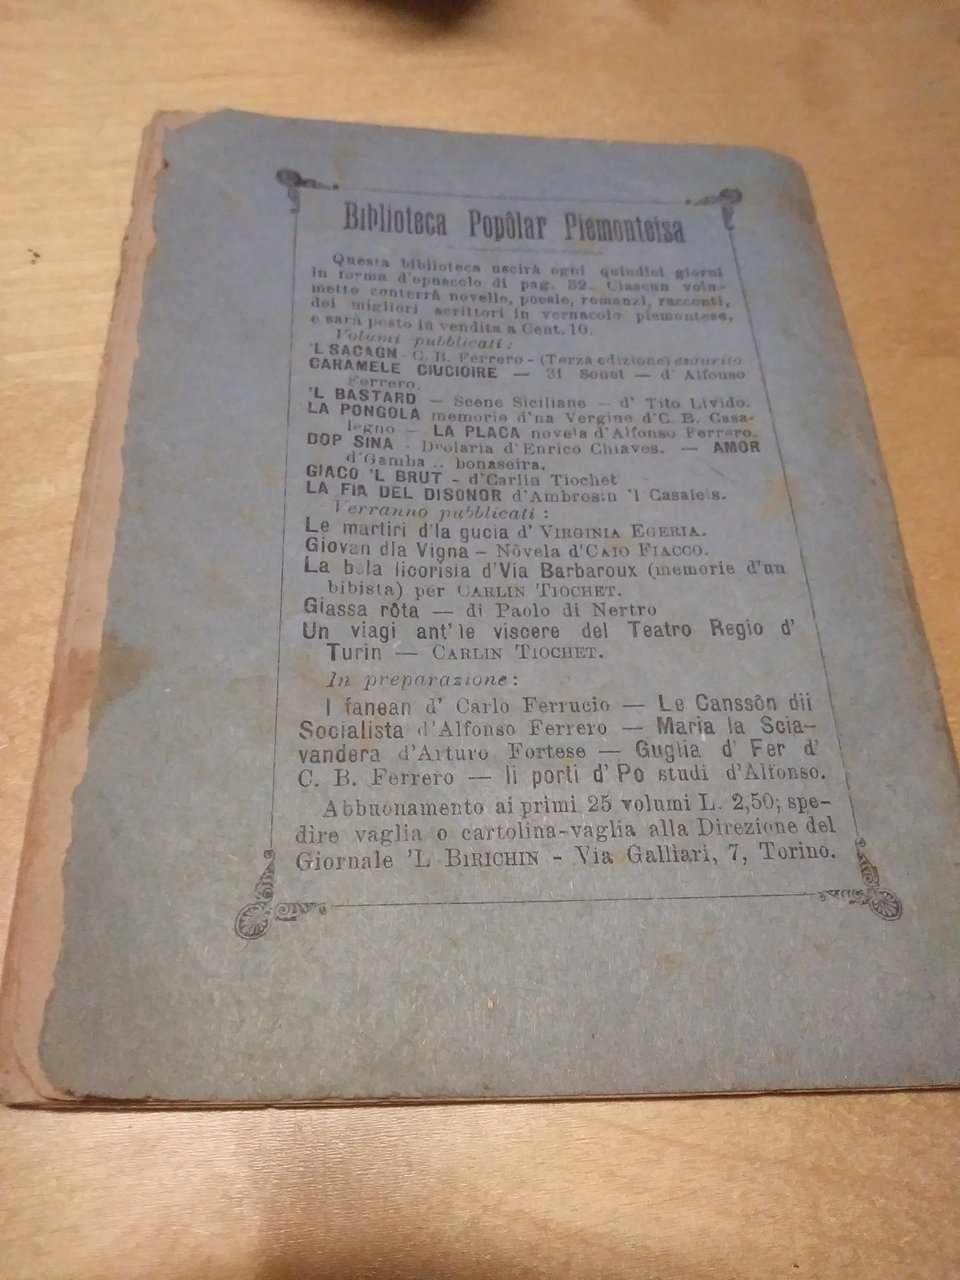 Biblioteca Popôlar Piemonteisa
Questa biblioteca uscirà ogni quindici giorni
in forma d'opuscolo di pag. 32. Ciascun volu-
metto conterrà novelle, poesie, romanzi, racconti,
dei migliori scrittori in vernacolo piemontese,
e sarà posto in vendita a Cent. 10.
Volumi pubblicati:
'L SACAGN - C. B. Ferrero - (Terza edizione) esaurito
CARAMELE CIUCIOIRE — 31 Sonet — d' Alfonso
Ferrero.
'L BASTARD — Scene Siciliane — d' Tito Livido.
LA PONGOLA memorie d'na Vergine d'C. B. Casa-
legno — LA PLACA novela d'Alfonso Ferrero.
DOP SINA - Drolaria d'Enrico Chiaves. — AMOR
d'Gamba .. bonaseira.
GIACO 'L BRUT - d'Carlin Tiochet
LA FIA DEL DISONOR d'Ambrosin 'l Casaleis.
Verranno pubblicati:
Le martiri d'la gucia d' VIRGINIA EGERIA.
Giovan dla Vigna - Nôvela d'CAIO FIACCO.
La bela licorisia d'Via Barbaroux (memorie d'un
bibista) per CARLIN TIOCHET.
Giassa rôta — di Paolo di Nertro
Un viagi ant' le viscere del Teatro Regio d'
Turin — CARLIN TIOCHET.
In preparazione:
I fanean d' Carlo Ferrucio — Le Canssôn dii
Socialista d'Alfonso Ferrero — Maria la Scia-
vandera d'Arturo Fortese — Guglia d' Fer d'
C. B. Ferrero — Ii porti d' Po studi d'Alfonso.
Abbuonamento ai primi 25 volumi L. 2,50; spe-
dire vaglia o cartolina-vaglia alla Direzione del
Giornale 'L BIRICHIN - Via Galliari, 7, Torino.